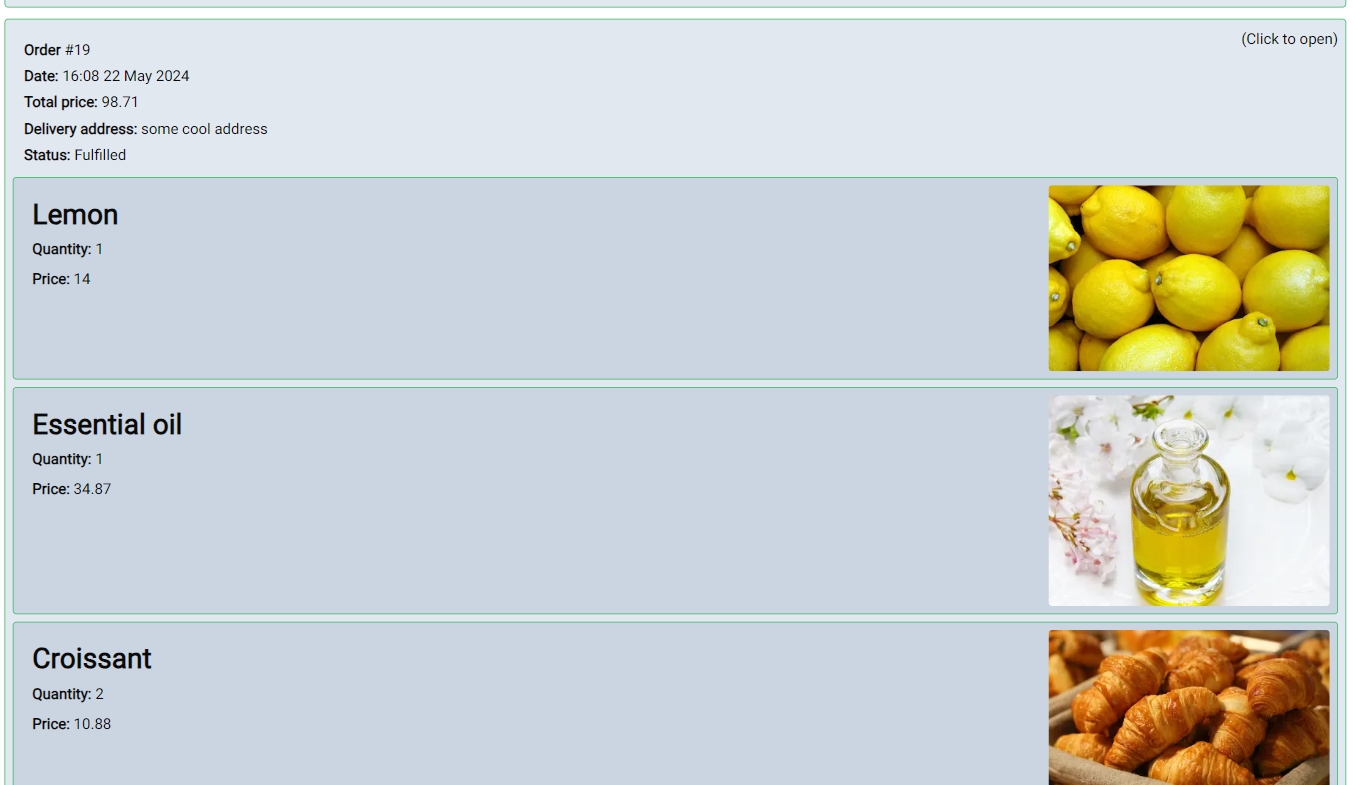 (Click to open)
Order #19
Date: 16:08 22 May 2024
Total price: 98.71
Delivery address: some cool address
Status: Fulfilled
Lemon
Quantity: 1
Price: 14
Essential oil
Quantity: 1
Price: 34.87
Croissant
Quantity: 2
Price: 10.88